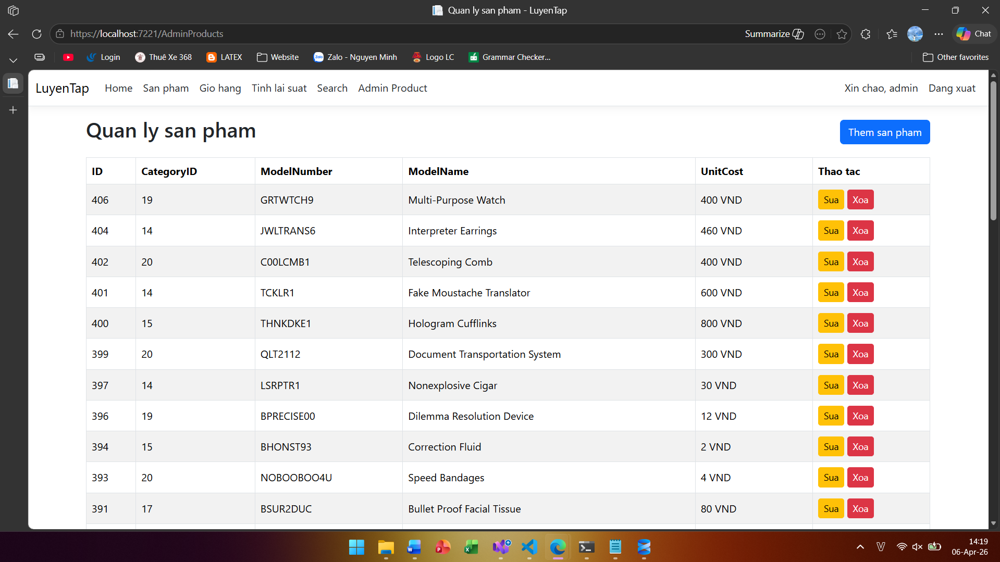 Quan ly san pham - LuyenTap
https://localhost:7221/AdminProducts
Summarize
Chat
Login
Thuê Xe 368
LATEX
Website
Zalo - Nguyen Minh
Logo LC
Grammar Checker...
Other favorites
LuyenTap Home San pham Gio hang Tinh lai suat Search Admin Product Xin chao, admin Dang xuat
Quan ly san pham
Them san pham
ID CategoryID ModelNumber ModelName UnitCost Thao tac
406 19 GRTWTCH9 Multi-Purpose Watch 400 VND Sua Xoa
404 14 JWLTRANS6 Interpreter Earrings 460 VND Sua Xoa
402 20 C00LCMB1 Telescoping Comb 400 VND Sua Xoa
401 14 TCKLR1 Fake Moustache Translator 600 VND Sua Xoa
400 15 THNKDKE1 Hologram Cufflinks 800 VND Sua Xoa
399 20 QLT2112 Document Transportation System 300 VND Sua Xoa
397 14 LSRPTR1 Nonexplosive Cigar 30 VND Sua Xoa
396 19 BPRECISE00 Dilemma Resolution Device 12 VND Sua Xoa
394 15 BHONST93 Correction Fluid 2 VND Sua Xoa
393 20 NOBOOBOO4U Speed Bandages 4 VND Sua Xoa
391 17 BSUR2DUC Bullet Proof Facial Tissue 80 VND Sua Xoa
14:19
06-Apr-26